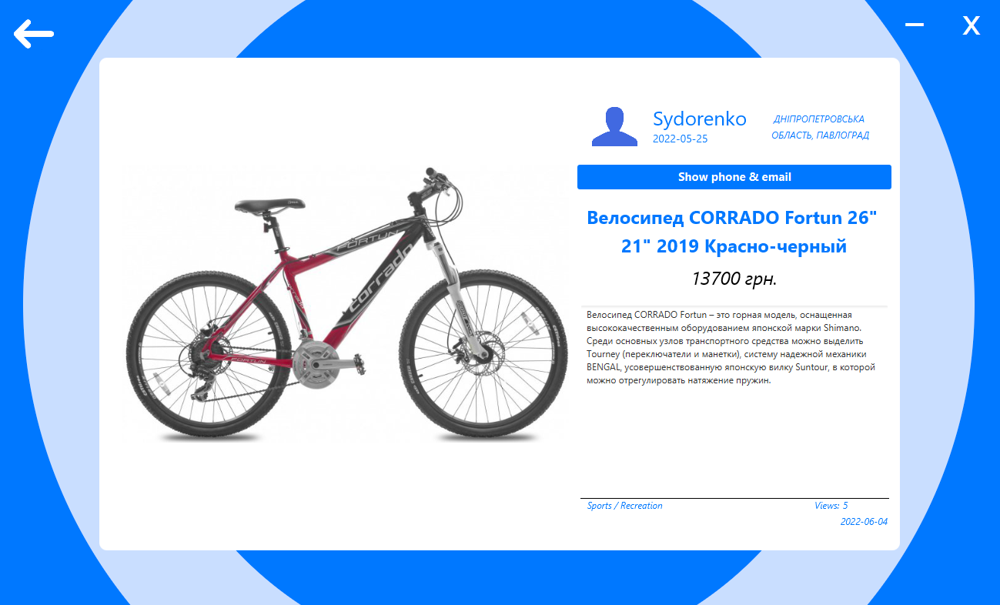 X
Sydorenko
2022-05-25
ДНІПРОПЕТРОВСЬКА
ОБЛАСТЬ, ПАВЛОГРАД
Show phone & email
Велосипед CORRADO Fortun 26"
21" 2019 Красно-черный
13700 грн.
Велосипед CORRADO Fortun – это горная модель, оснащенная
высококачественным оборудованием японской марки Shimano.
Среди основных узлов транспортного средства можно выделить
Tourney (переключатели и манетки), систему надежной механики
BENGAL, усовершенствованную японскую вилку Suntour, в которой
можно отрегулировать натяжение пружин.
FORTUN
corrado
FORTUN
Sports / Recreation
Views: 5
2022-06-04